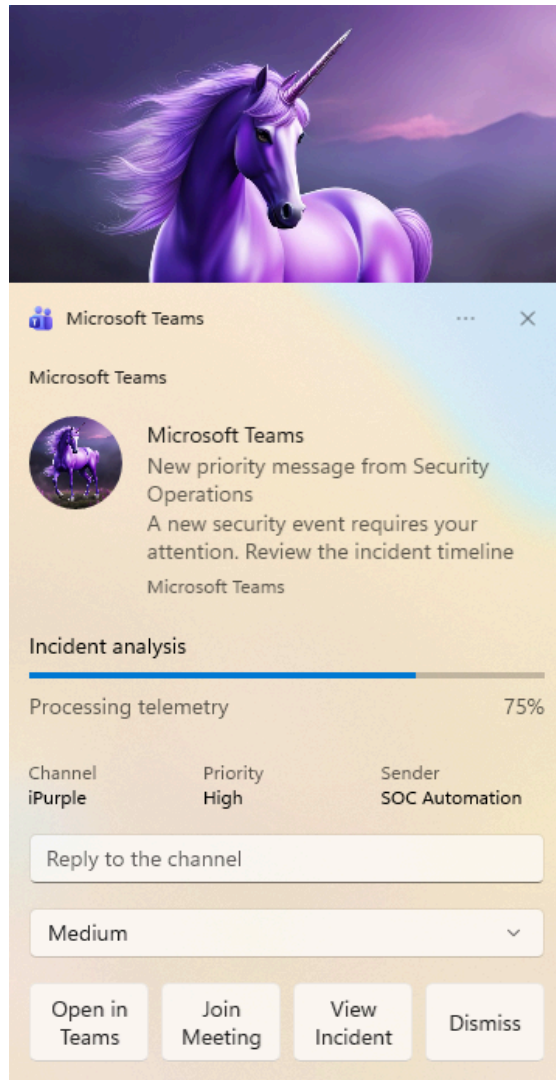 Microsoft Teams
Microsoft Teams
Microsoft Teams
New priority message from Security
Operations
A new security event requires your
attention. Review the incident timeline
Microsoft Teams
Incident analysis
Processing telemetry 75%
Channel Priority Sender
iPurple High SOC Automation
Reply to the channel
Medium
Open in Join View Dismiss
Teams Meeting Incident